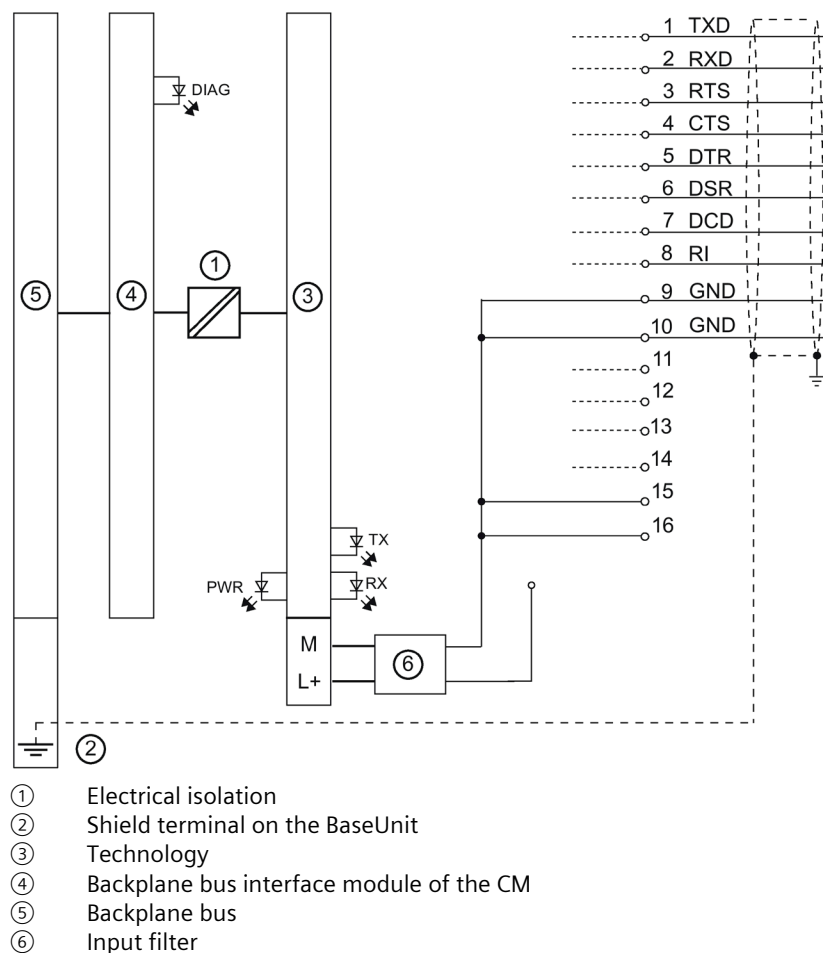 1 TXD
2 RXD
DIAG
3 RTS
4 CTS
5 DTR
6 DSR
7 DCD
8 RI
①
⑤
④
③
9 GND
10 GND
11
12
13
14
15
16
TX
PWR
RX
M
⑥
L+
②
① Electrical isolation
② Shield terminal on the BaseUnit
③ Technology
④ Backplane bus interface module of the CM
⑤ Backplane bus
⑥ Input filter